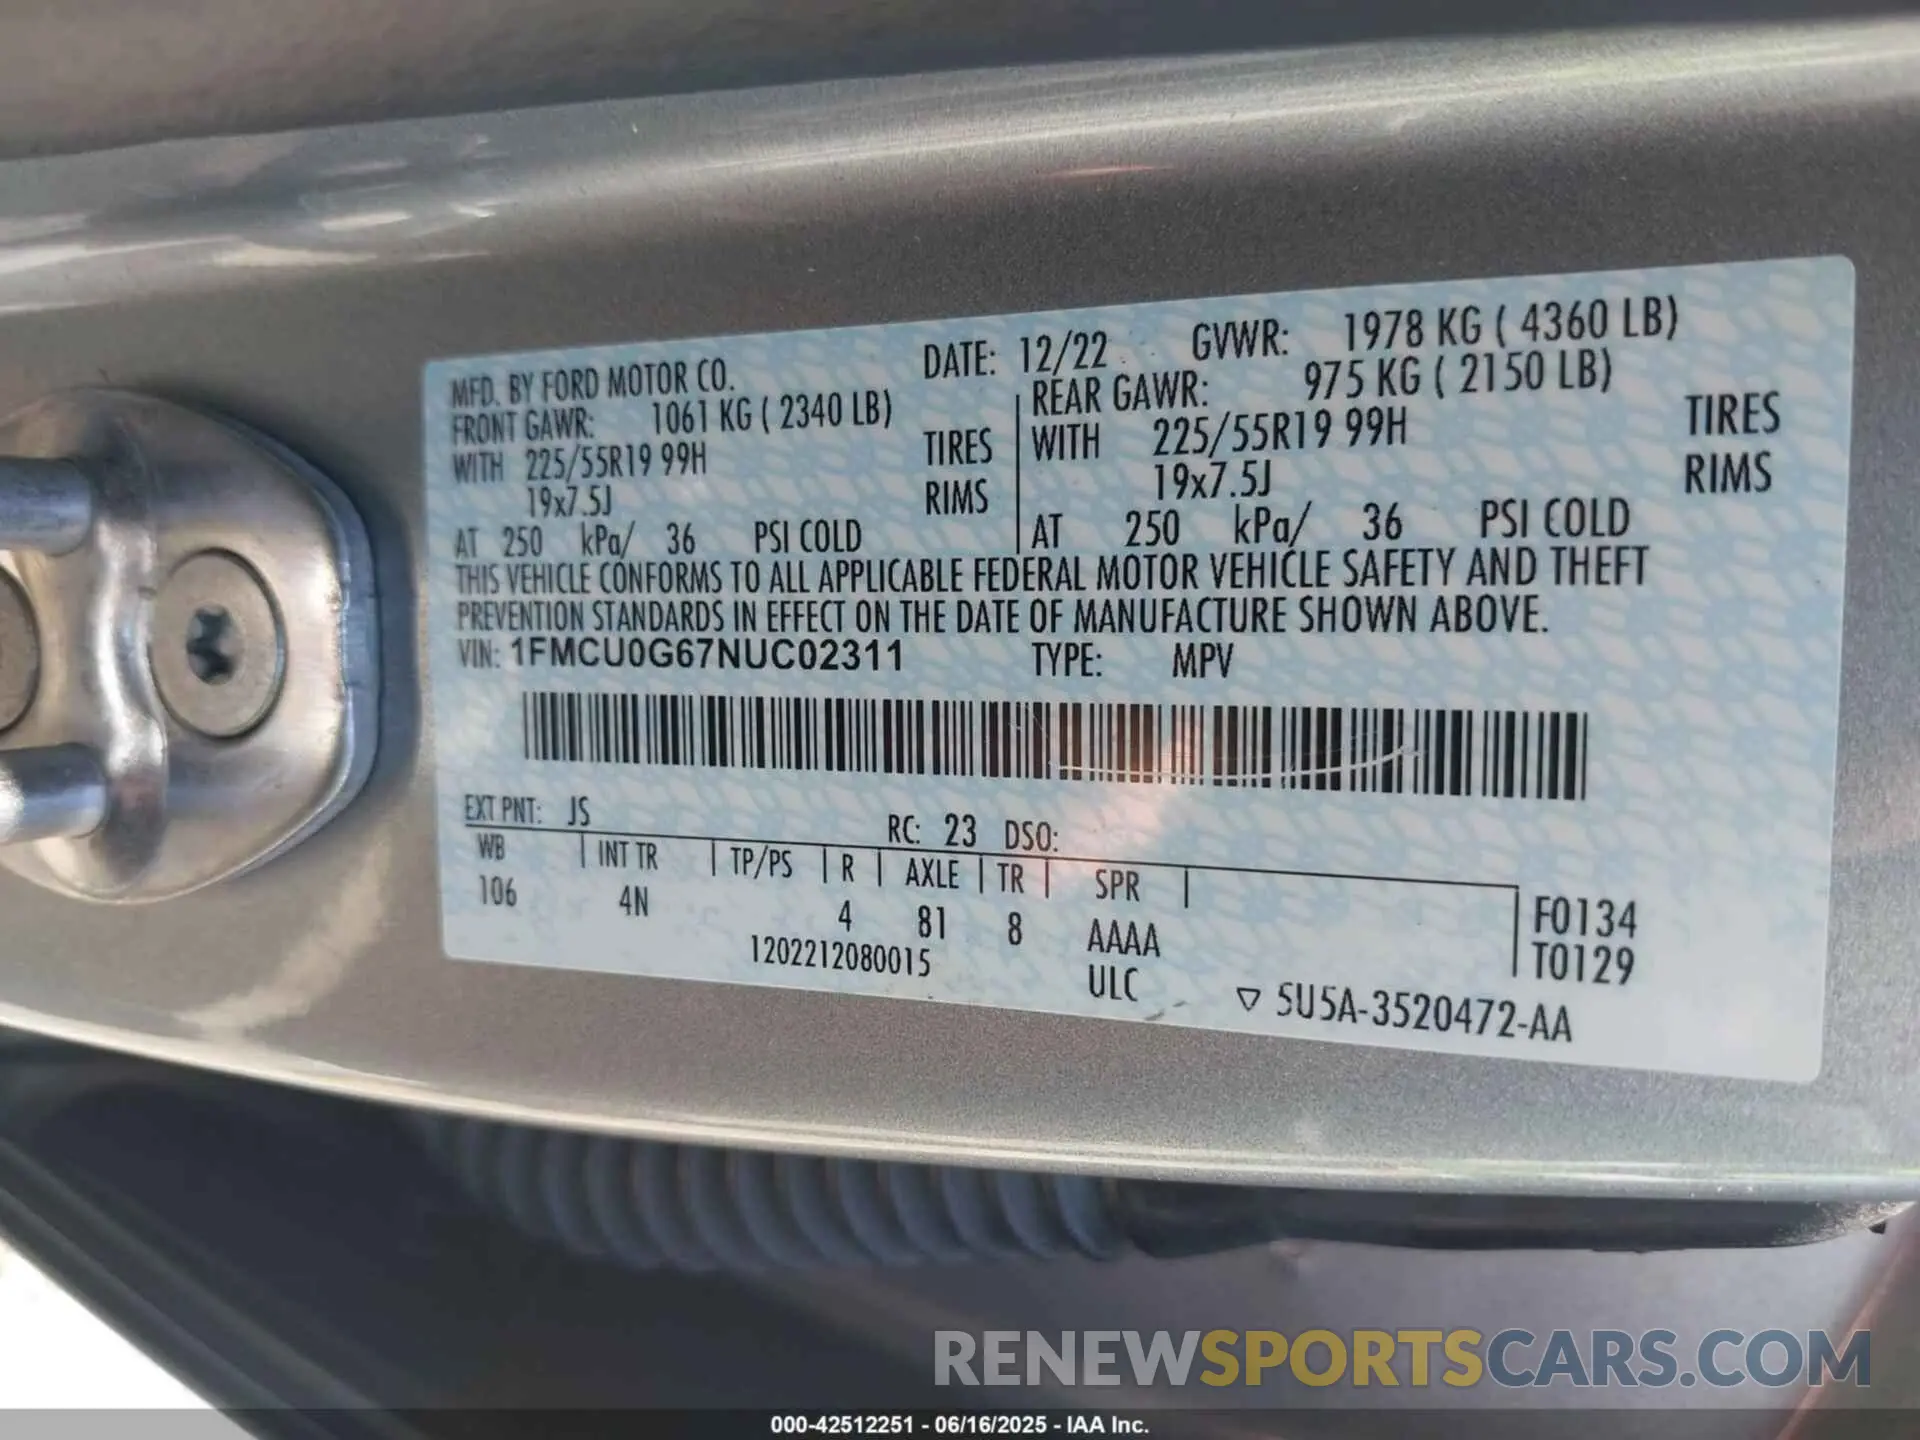 MFD. BY FORD MOTOR CO. DATE: 12/22 GVWR: 1978 KG ( 4360 LB)
FRONT GAWR: 1061 KG ( 2340 LB) REAR GAWR: 975 KG ( 2150 LB)
WITH 225/55R19 99H TIRES WITH 225/55R19 99H TIRES
19x7.5J RIMS 19x7.5J RIMS
AT 250 kPa/ 36 PSI COLD AT 250 kPa/ 36 PSI COLD
THIS VEHICLE CONFORMS TO ALL APPLICABLE FEDERAL MOTOR VEHICLE SAFETY AND THEFT
PREVENTION STANDARDS IN EFFECT ON THE DATE OF MANUFACTURE SHOWN ABOVE.
VIN: 1FMCU0G67NUC02311 TYPE: MPV
EXT PNT: JS RC: 23 DSO:
WB INT TR TP/PS R AXLE TR SPR
106 4N 4 81 8 AAAA F0134
1202212080015 ULC T0129
▽ 5U5A-3520472-AA
RENEWSPORTSCARS.COM
000-42512251 - 06/16/2025 - IAA Inc.